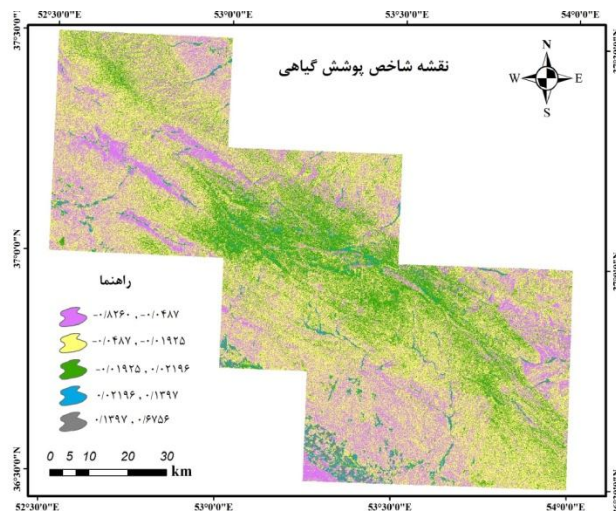 52°30'0"E 53°0'0"E 53°30'0"E 54°0'0"E
37°30'0"N
نقشه شاخص پوشش گیاهی
N
W E
S
37°0'0"N
راهنما
-۰/۸۲۶۰ , -۰/۰۴۸۷
-۰/۰۴۸۷ , -۰/۰۱۹۲۵
-۰/۰۱۹۲۵ , ۰/۰۲۱۹۶
۰/۰۲۱۹۶ , ۰/۱۳۹۷
۰/۱۳۹۷ , ۰/۶۷۵۶
0 5 10 20 30
km
36°30'0"N
52°30'0"E 53°0'0"E 53°30'0"E 54°0'0"E